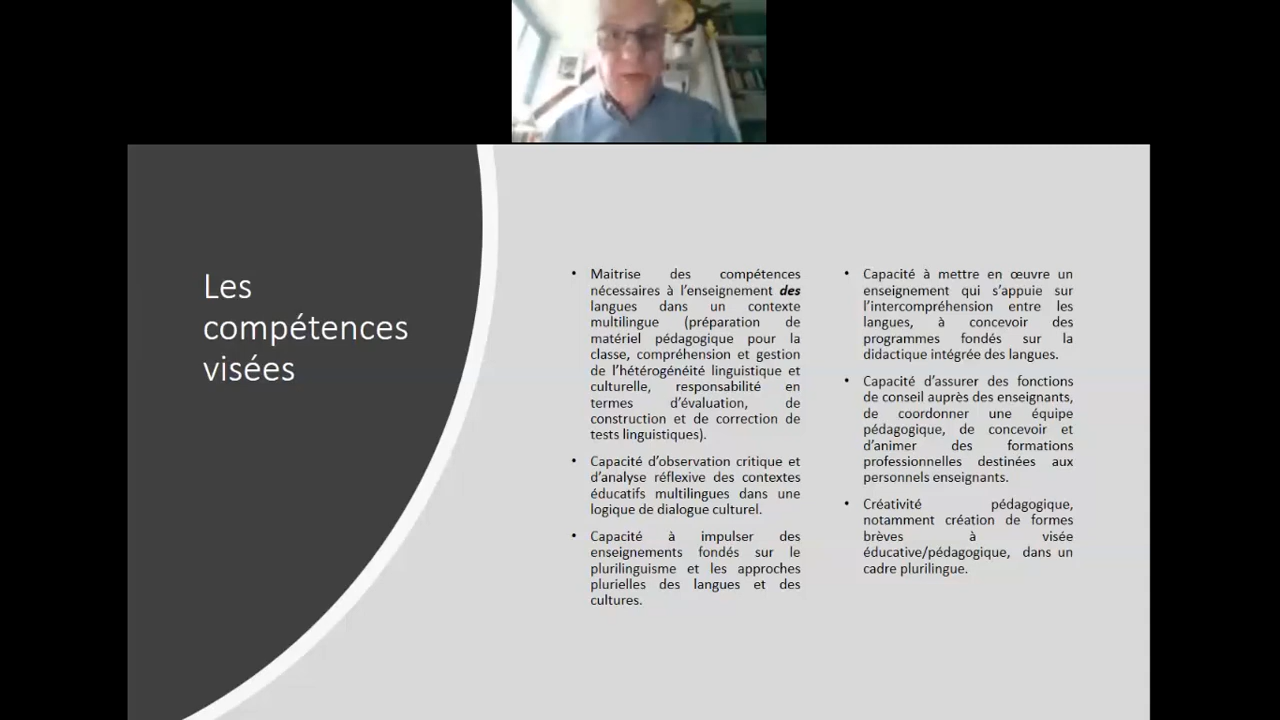 Les
compétences
visées
• Maitrise des compétences
nécessaires à l’enseignement des
langues dans un contexte
multilingue (préparation de
matériel pédagogique pour la
classe, compréhension et gestion
de l’hétérogénéité linguistique et
culturelle, responsabilité en
termes d’évaluation, de
construction et de correction de
tests linguistiques).
• Capacité d’observation critique et
d’analyse réflexive des contextes
éducatifs multilingues dans une
logique de dialogue culturel.
• Capacité à impulser des
enseignements fondés sur le
plurilinguisme et les approches
plurielles des langues et des
cultures.
• Capacité à mettre en œuvre un
enseignement qui s’appuie sur
l’intercompréhension entre les
langues, à concevoir des
programmes fondés sur la
didactique intégrée des langues.
• Capacité d’assurer des fonctions
de conseil auprès des enseignants,
de coordonner une équipe
pédagogique, de concevoir et
d’animer des formations
professionnelles destinées aux
personnels enseignants.
• Créativité pédagogique,
notamment création de formes
brèves à visée
éducative/pédagogique, dans un
cadre plurilingue.